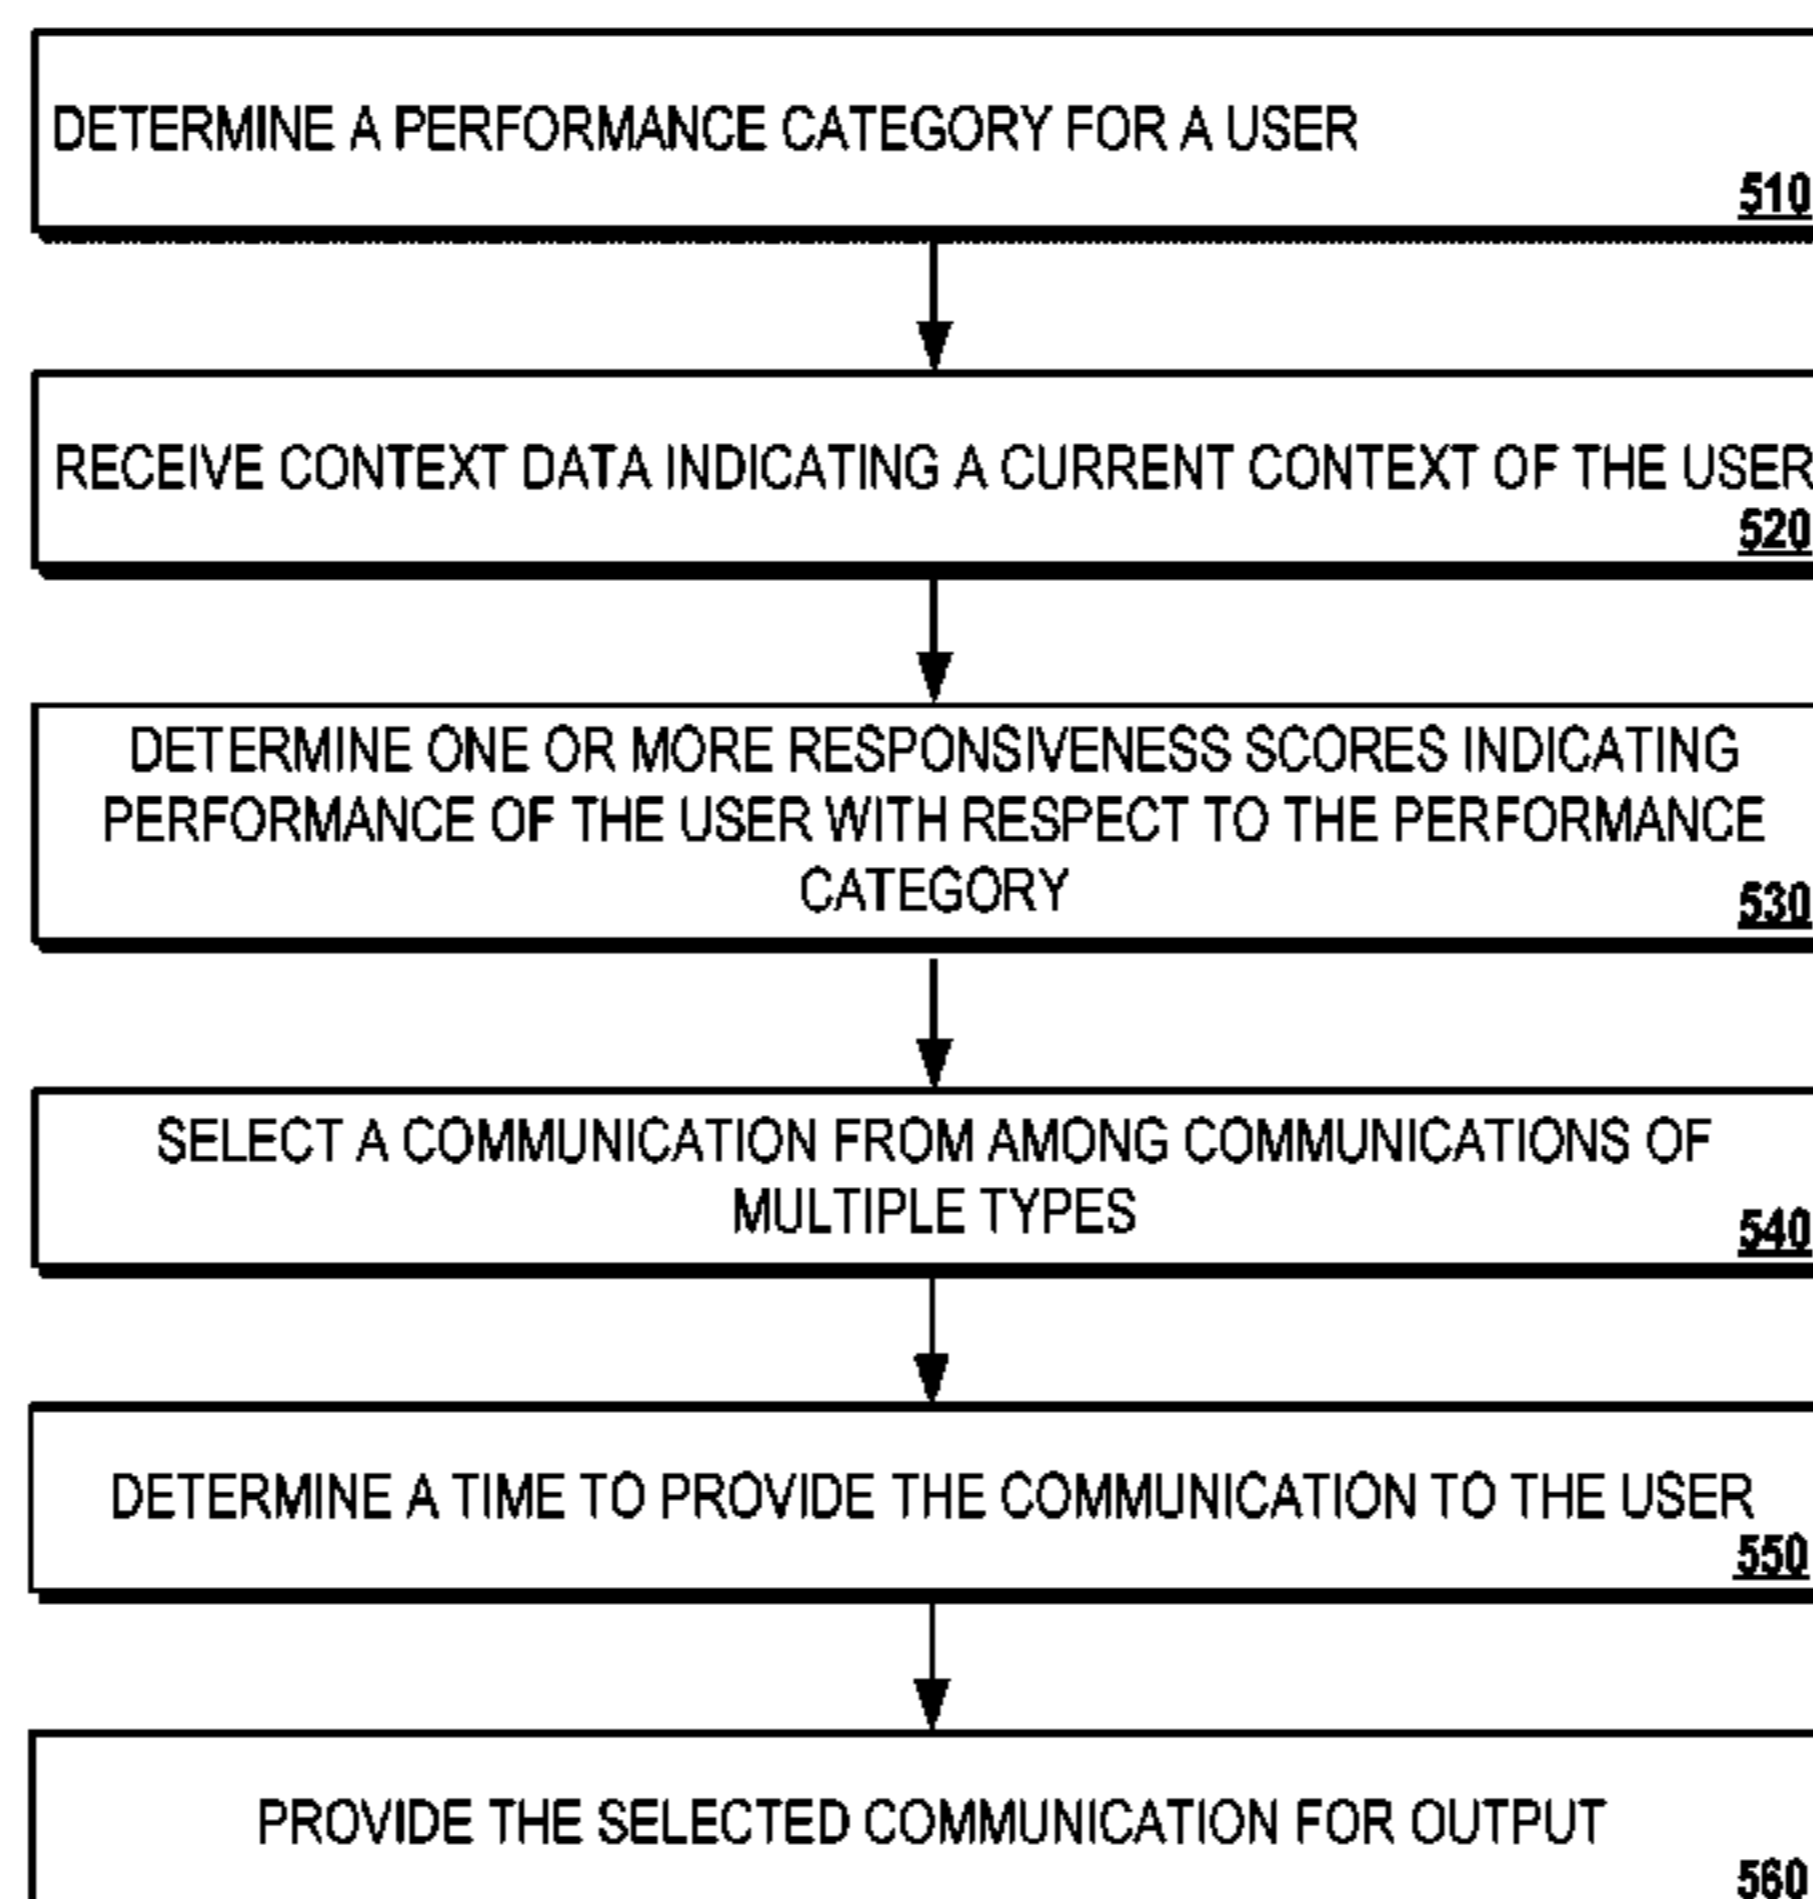 DETERMINE A PERFORMANCE CATEGORY FOR A USER
510
RECEIVE CONTEXT DATA INDICATING A CURRENT CONTEXT OF THE USER
520
DETERMINE ONE OR MORE RESPONSIVENESS SCORES INDICATING
PERFORMANCE OF THE USER WITH RESPECT TO THE PERFORMANCE
CATEGORY
530
SELECT A COMMUNICATION FROM AMONG COMMUNICATIONS OF
MULTIPLE TYPES
540
DETERMINE A TIME TO PROVIDE THE COMMUNICATION TO THE USER
550
PROVIDE THE SELECTED COMMUNICATION FOR OUTPUT
560